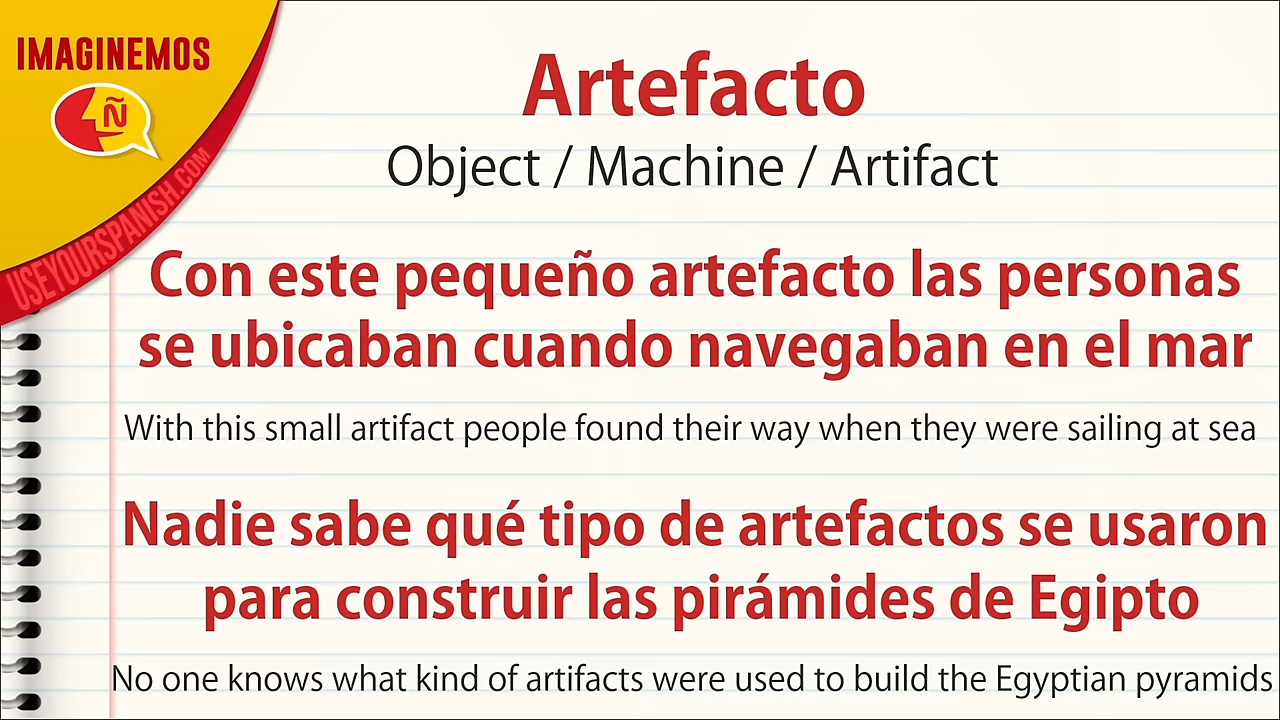 IMAGINEMOS
Ñ
USEYOURSPANISH.COM
Artefacto
Object / Machine / Artifact
Con este pequeño artefacto las personas
se ubicaban cuando navegaban en el mar
With this small artifact people found their way when they were sailing at sea
Nadie sabe qué tipo de artefactos se usaron
para construir las pirámides de Egipto
No one knows what kind of artifacts were used to build the Egyptian pyramids